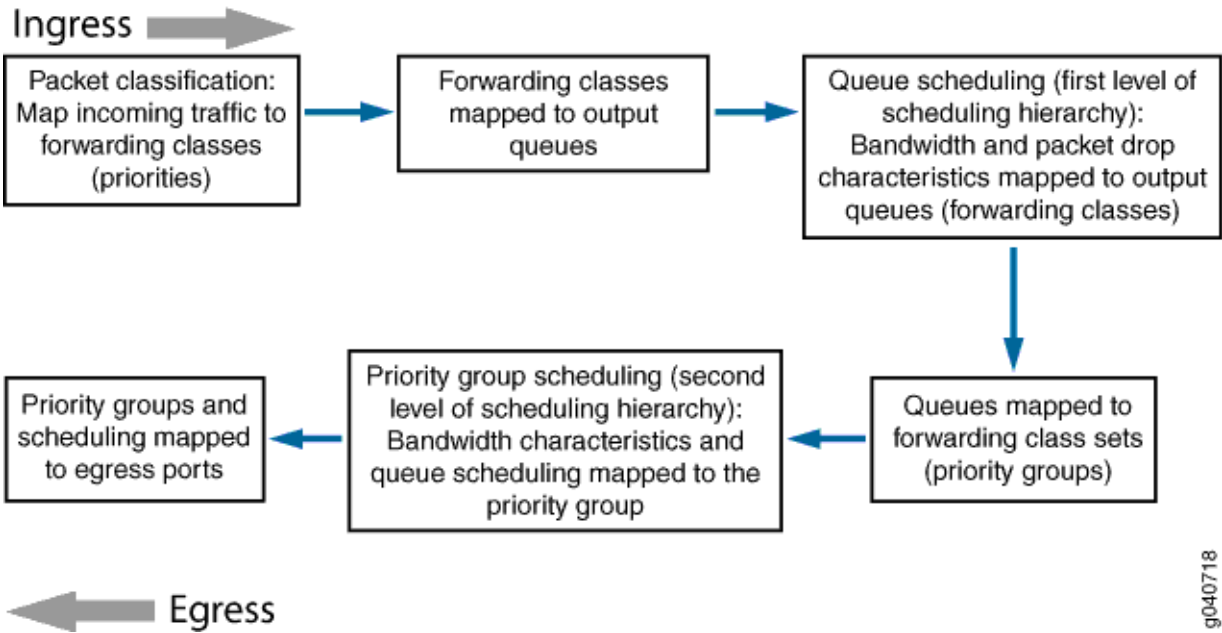 Ingress
Packet classification:
Map incoming traffic to
forwarding classes
(priorities)
Forwarding classes
mapped to output
queues
Queue scheduling (first level of
scheduling hierarchy):
Bandwidth and packet drop
characteristics mapped to output
queues (forwarding classes)
Queues mapped to
forwarding class sets
(priority groups)
Priority group scheduling (second
level of scheduling hierarchy):
Bandwidth characteristics and
queue scheduling mapped to the
priority group
Priority groups and
scheduling mapped
to egress ports
Egress
g040718